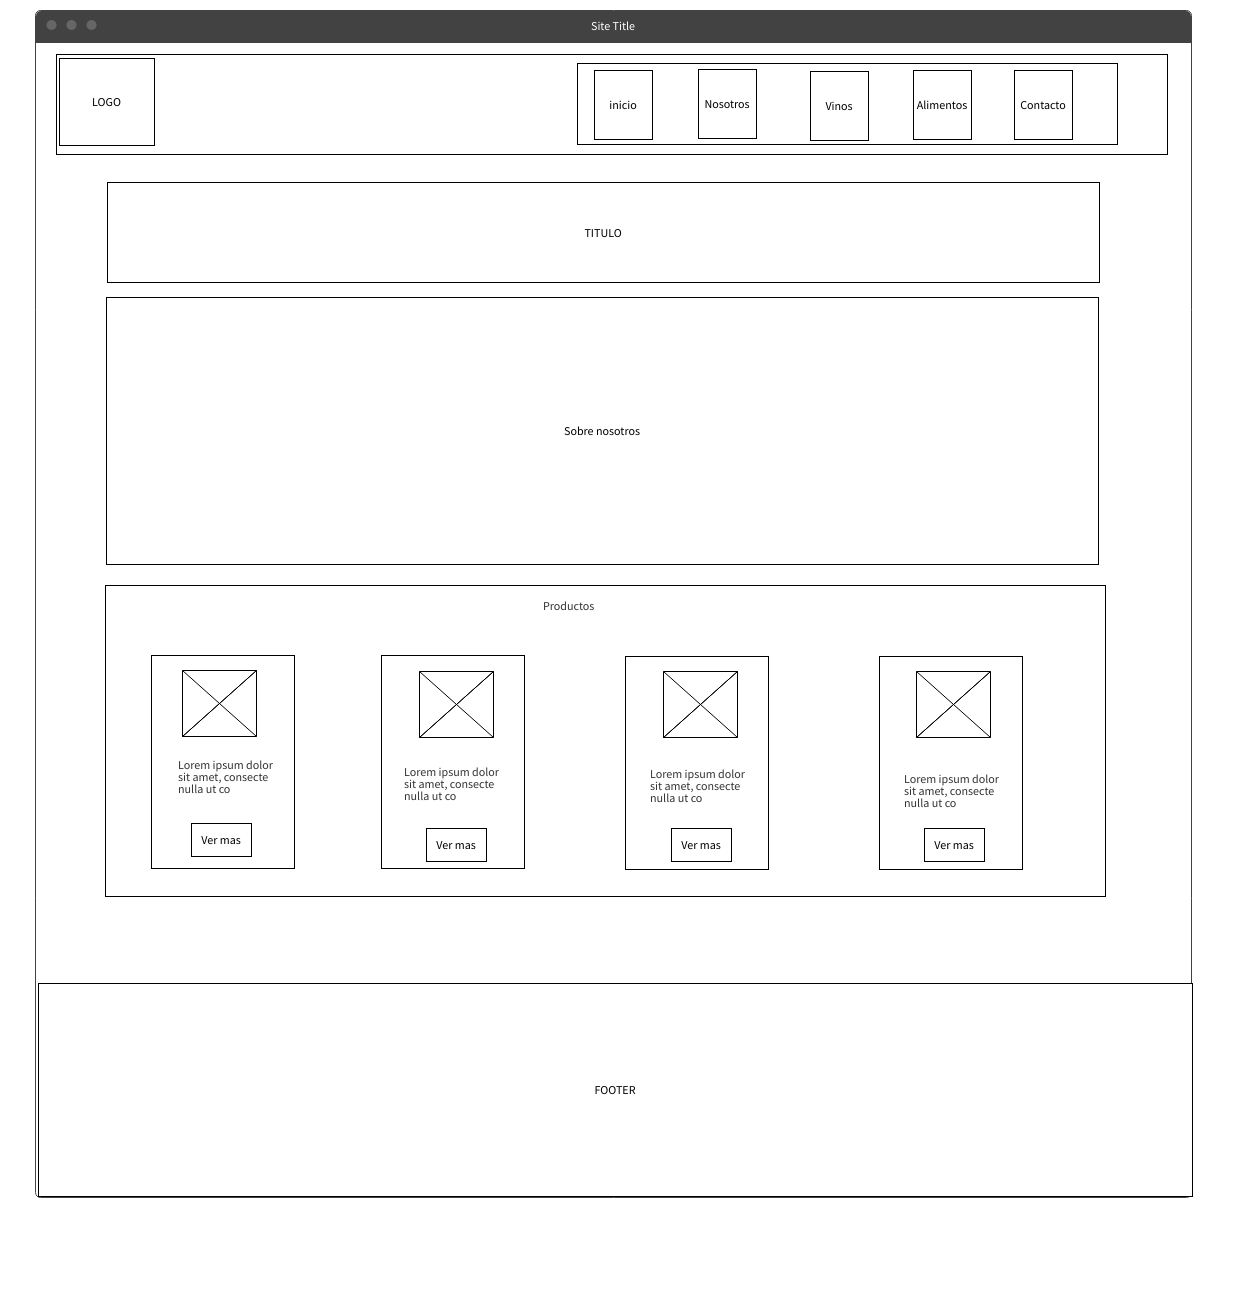 Site Title
LOGO
inicio
Nosotros
Vinos
Alimentos
Contacto
TITULO
Sobre nosotros
Productos
Lorem ipsum dolor
sit amet, consecte
nulla ut co
Ver mas
Lorem ipsum dolor
sit amet, consecte
nulla ut co
Ver mas
Lorem ipsum dolor
sit amet, consecte
nulla ut co
Ver mas
Lorem ipsum dolor
sit amet, consecte
nulla ut co
Ver mas
FOOTER